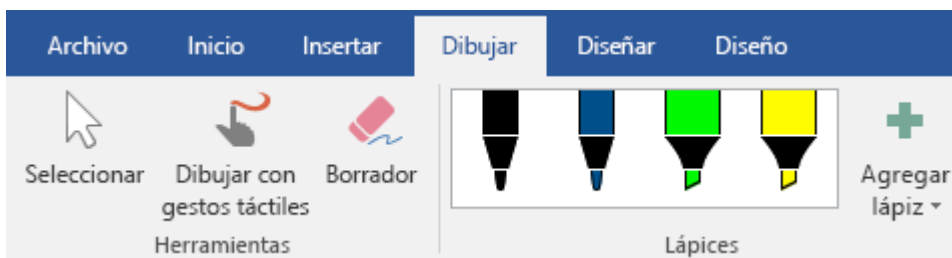 Archivo Inicio Insertar Dibujar Diseñar Diseño
Seleccionar
Dibujar con
gestos táctiles
Borrador
Herramientas
Agregar
lápiz
Lápices